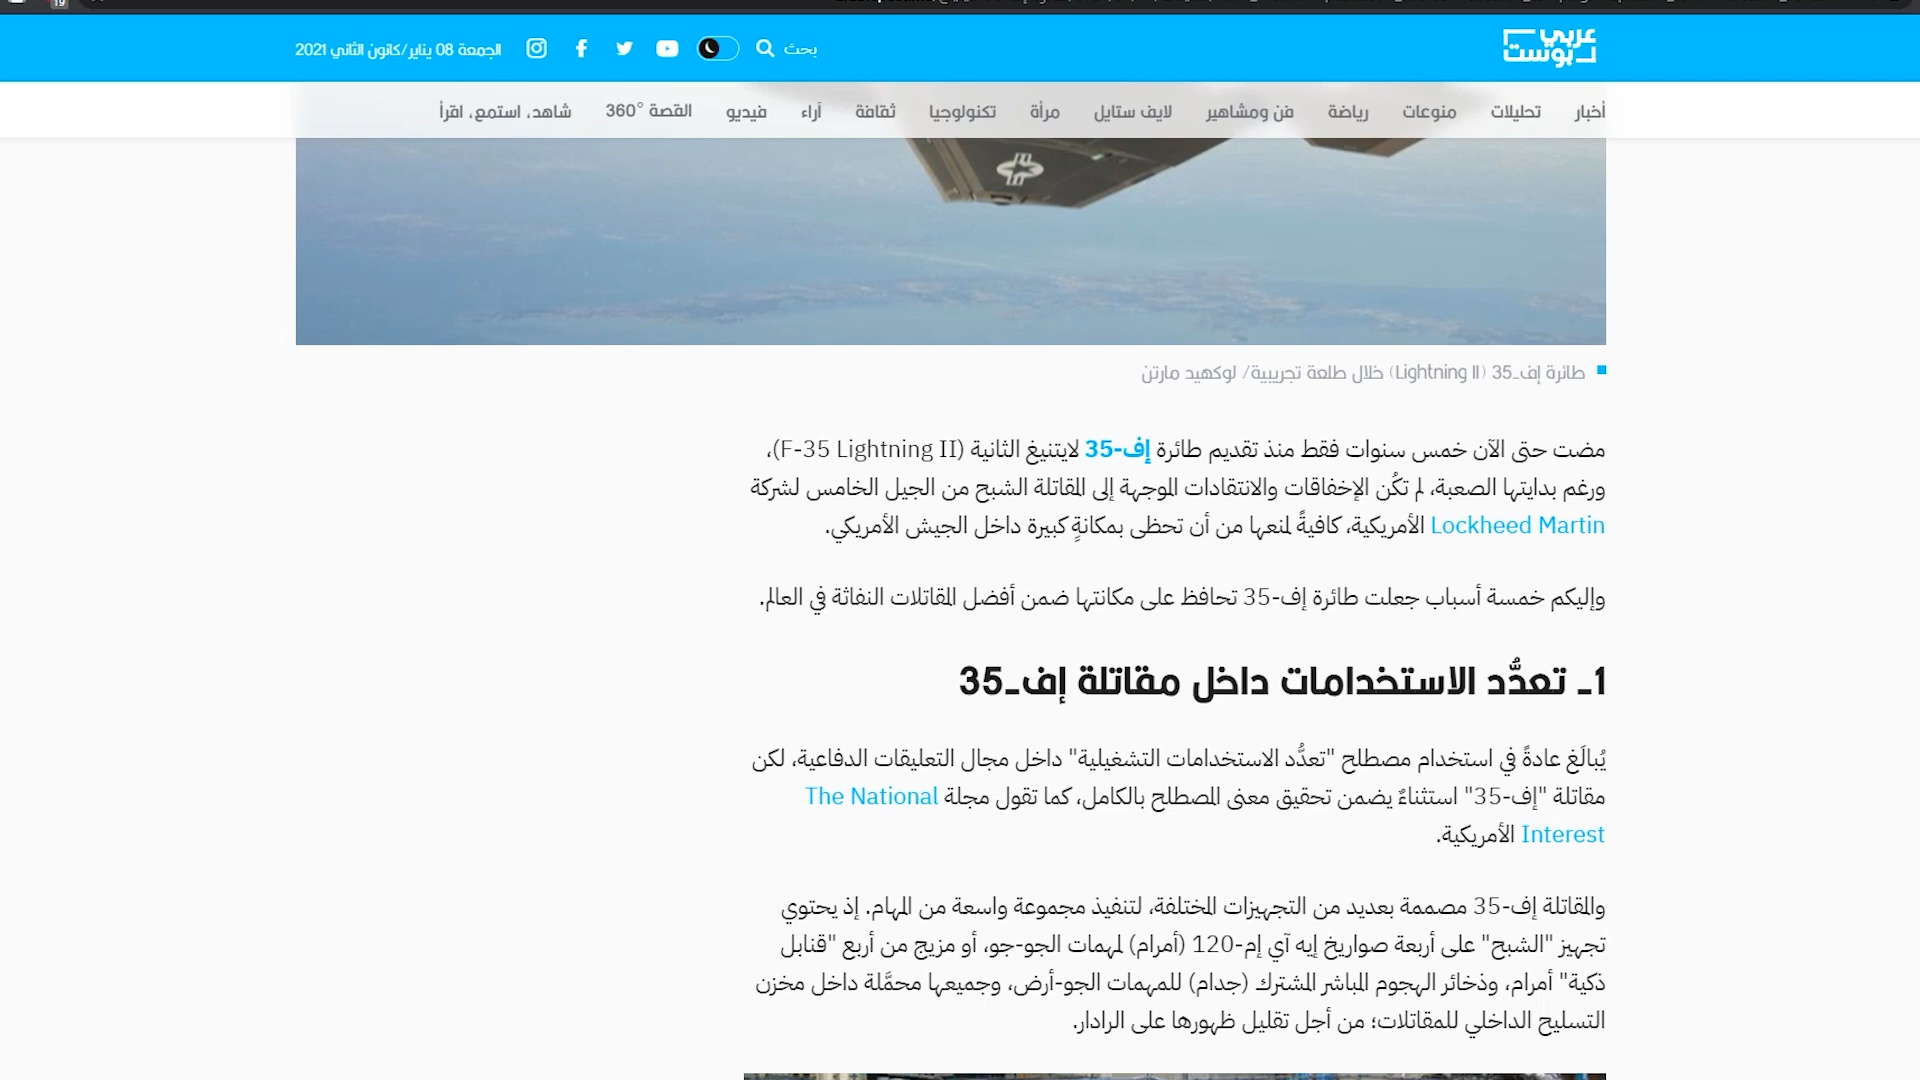 عربي
بوست
بحث
الجمعة 08 يناير/كانون الثاني 2021
أخبار تحليلات منوعات رياضة فن ومشاهير لايف ستايل مرأة تكنولوجيا ثقافة آراء فيديو القصة °360 شاهد، استمع، اقرأ
طائرة إف-35 (Lightning II) خلال طلعة تجريبية/ لوكهيد مارتن
مضت حتى الآن خمس سنوات فقط منذ تقديم طائرة إف-35 لايتنيغ الثانية (F-35 Lightning II)،
ورغم بدايتها الصعبة، لم تكُن الإخفاقات والانتقادات الموجهة إلى المقاتلة الشبح من الجيل الخامس لشركة
Lockheed Martin الأمريكية، كافيةً لمنعها من أن تحظى بمكانةٍ كبيرة داخل الجيش الأمريكي.
وإليكم خمسة أسباب جعلت طائرة إف-35 تحافظ على مكانتها ضمن أفضل المقاتلات النفاثة في العالم.
1- تعدُّد الاستخدامات داخل مقاتلة إف-35
يُبالَغ عادةً في استخدام مصطلح "تعدُّد الاستخدامات التشغيلية" داخل مجال التعليقات الدفاعية، لكن
مقاتلة "إف-35" استثناءٌ يضمن تحقيق معنى المصطلح بالكامل، كما تقول مجلة The National
Interest الأمريكية.
والمقاتلة إف-35 مصممة بعديد من التجهيزات المختلفة، لتنفيذ مجموعة واسعة من المهام. إذ يحتوي
تجهيز "الشبح" على أربعة صواريخ إيه آي إم-120 (أمرام) لمهمات الجو-جو، أو مزيج من أربع "قنابل
ذكية" أمرام، وذخائر الهجوم المباشر المشترك (جدام) للمهمات الجو-أرض، وجميعها محمَّلة داخل مخزن
التسليح الداخلي للمقاتلات؛ من أجل تقليل ظهورها على الرادار.